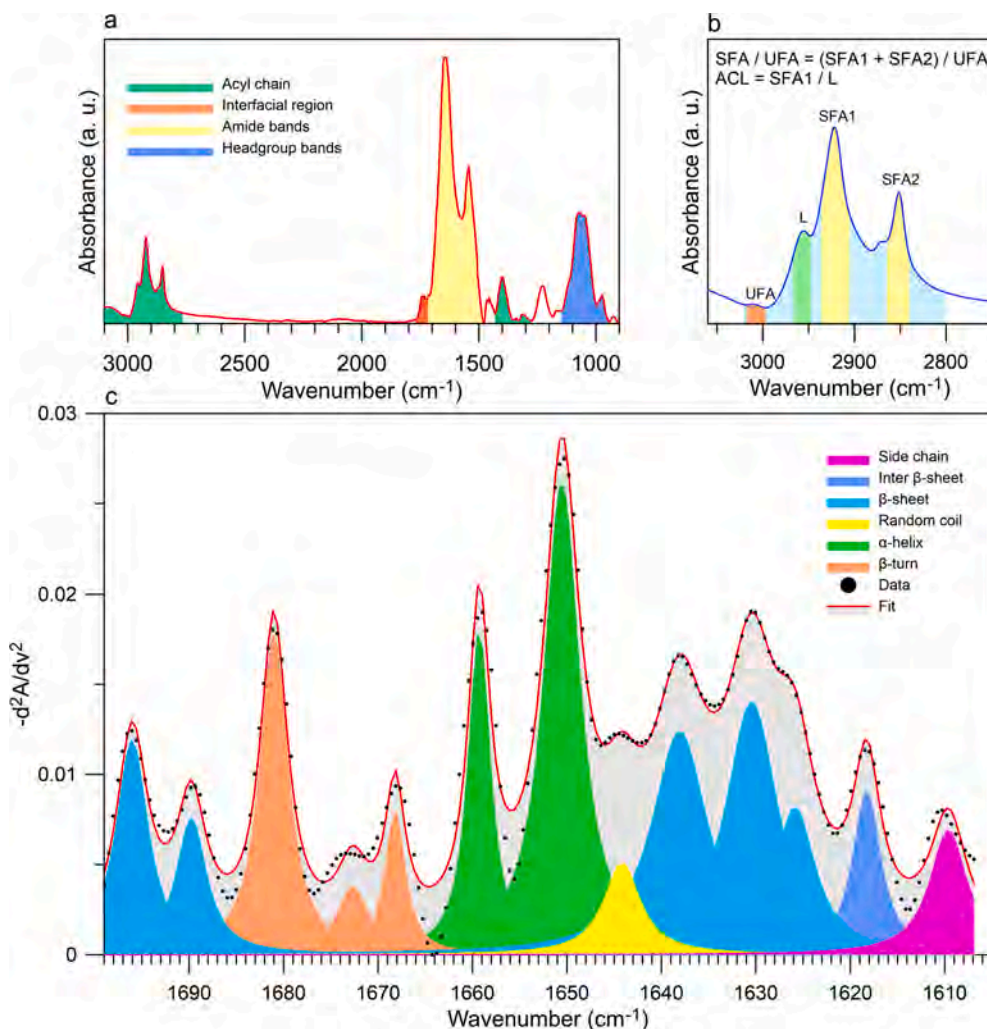 a
Absorbance (a. u.)
Acyl chain
Interfacial region
Amide bands
Headgroup bands
3000 2500 2000 1500 1000
Wavenumber (cm-1)
b
Absorbance (a. u.)
SFA / UFA = (SFA1 + SFA2) / UFA
ACL = SFA1 / L
SFA1
SFA2
L
UFA
3000 2900 2800
Wavenumber (cm-1)
c
-d²A/dv²
0.03
0.02
0.01
0
Side chain
Inter β-sheet
β-sheet
Random coil
α-helix
β-turn
Data
Fit
1690 1680 1670 1660 1650 1640 1630 1620 1610
Wavenumber (cm-1)